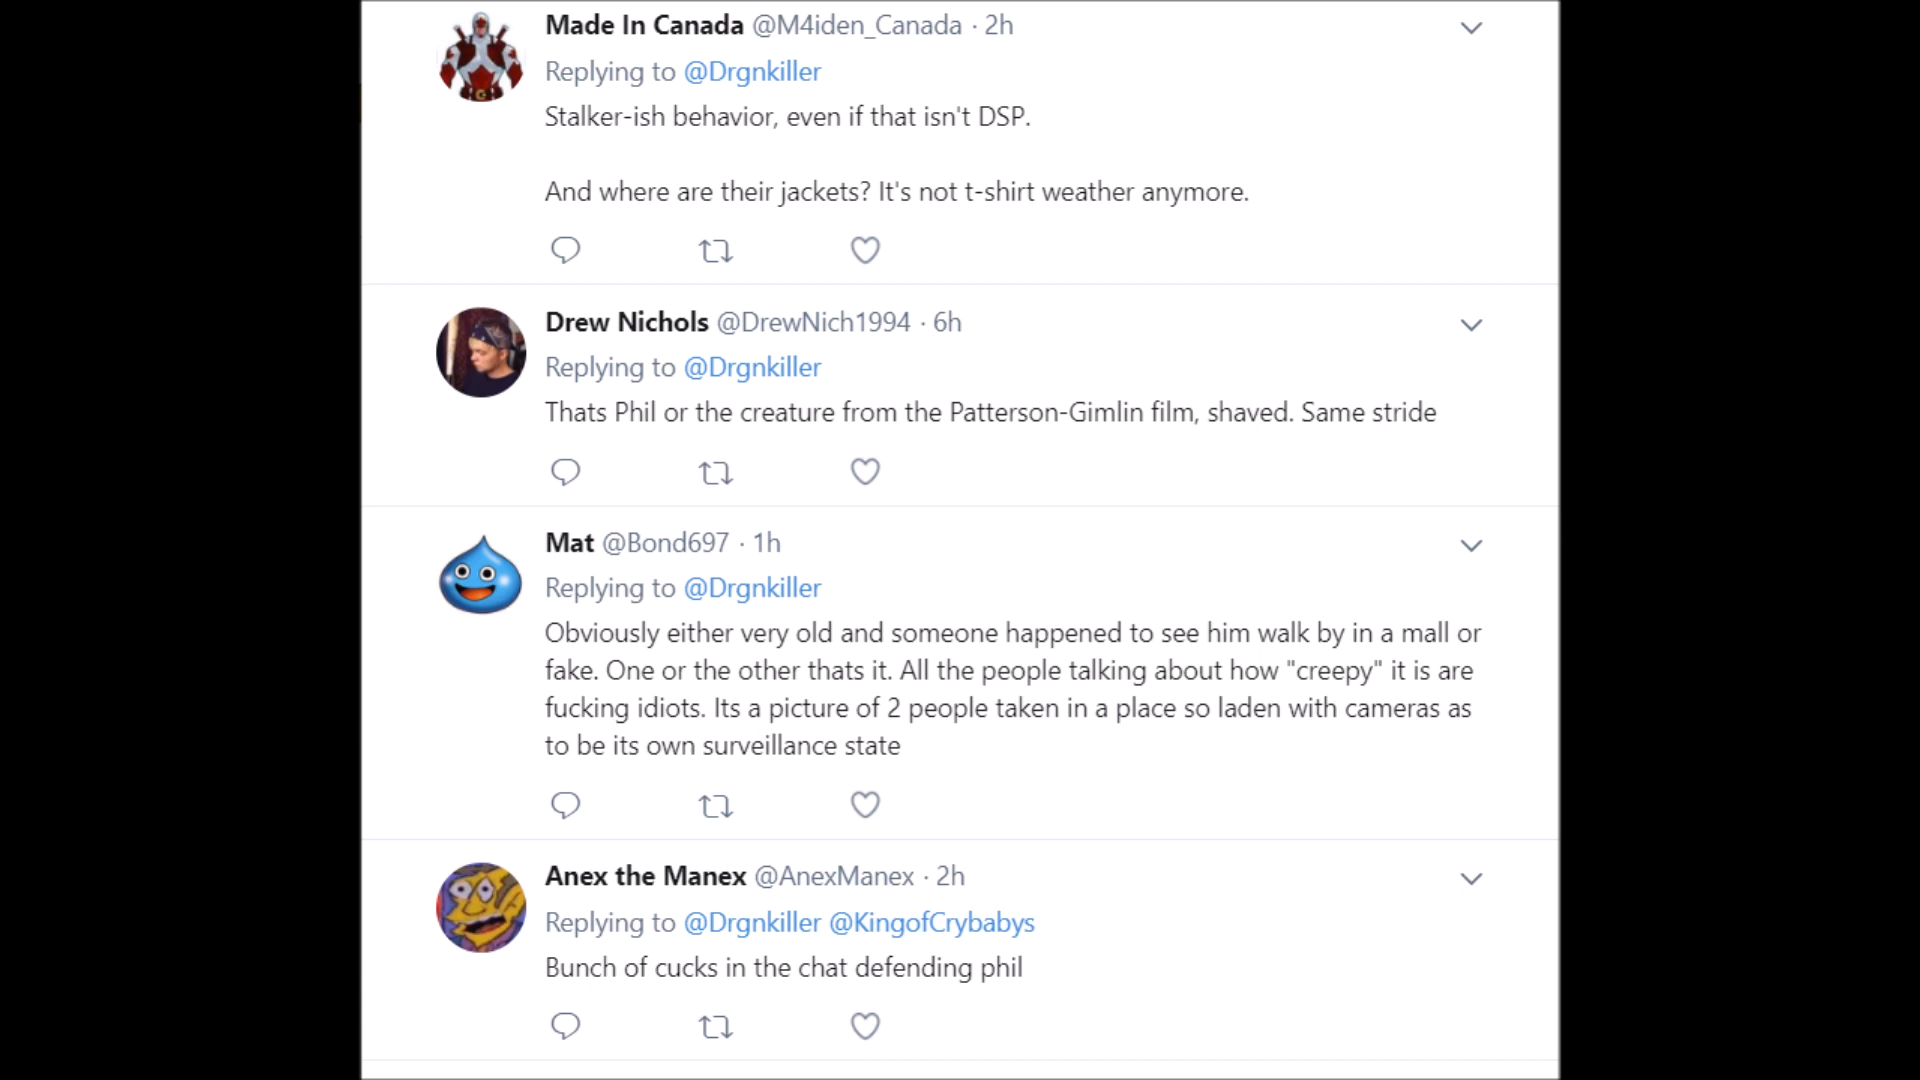 Made In Canada @M4iden_Canada · 2h
Replying to @Drgnkiller
Stalker-ish behavior, even if that isn't DSP.
And where are their jackets? It's not t-shirt weather anymore.
Drew Nichols @DrewNich1994 · 6h
Replying to @Drgnkiller
Thats Phil or the creature from the Patterson-Gimlin film, shaved. Same stride
Mat @Bond697 · 1h
Replying to @Drgnkiller
Obviously either very old and someone happened to see him walk by in a mall or
fake. One or the other thats it. All the people talking about how "creepy" it is are
fucking idiots. Its a picture of 2 people taken in a place so laden with cameras as
to be its own surveillance state
Anex the Manex @AnexManex · 2h
Replying to @Drgnkiller @KingofCrybabys
Bunch of cucks in the chat defending phil